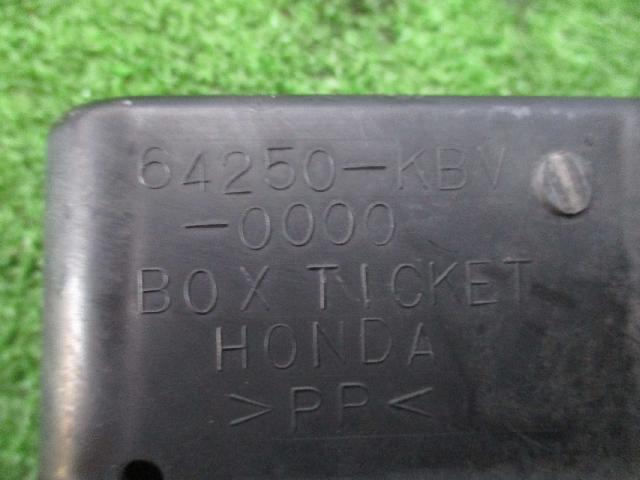 64250-KBV
-0000
BOX TICKET
HONDA
>PP<